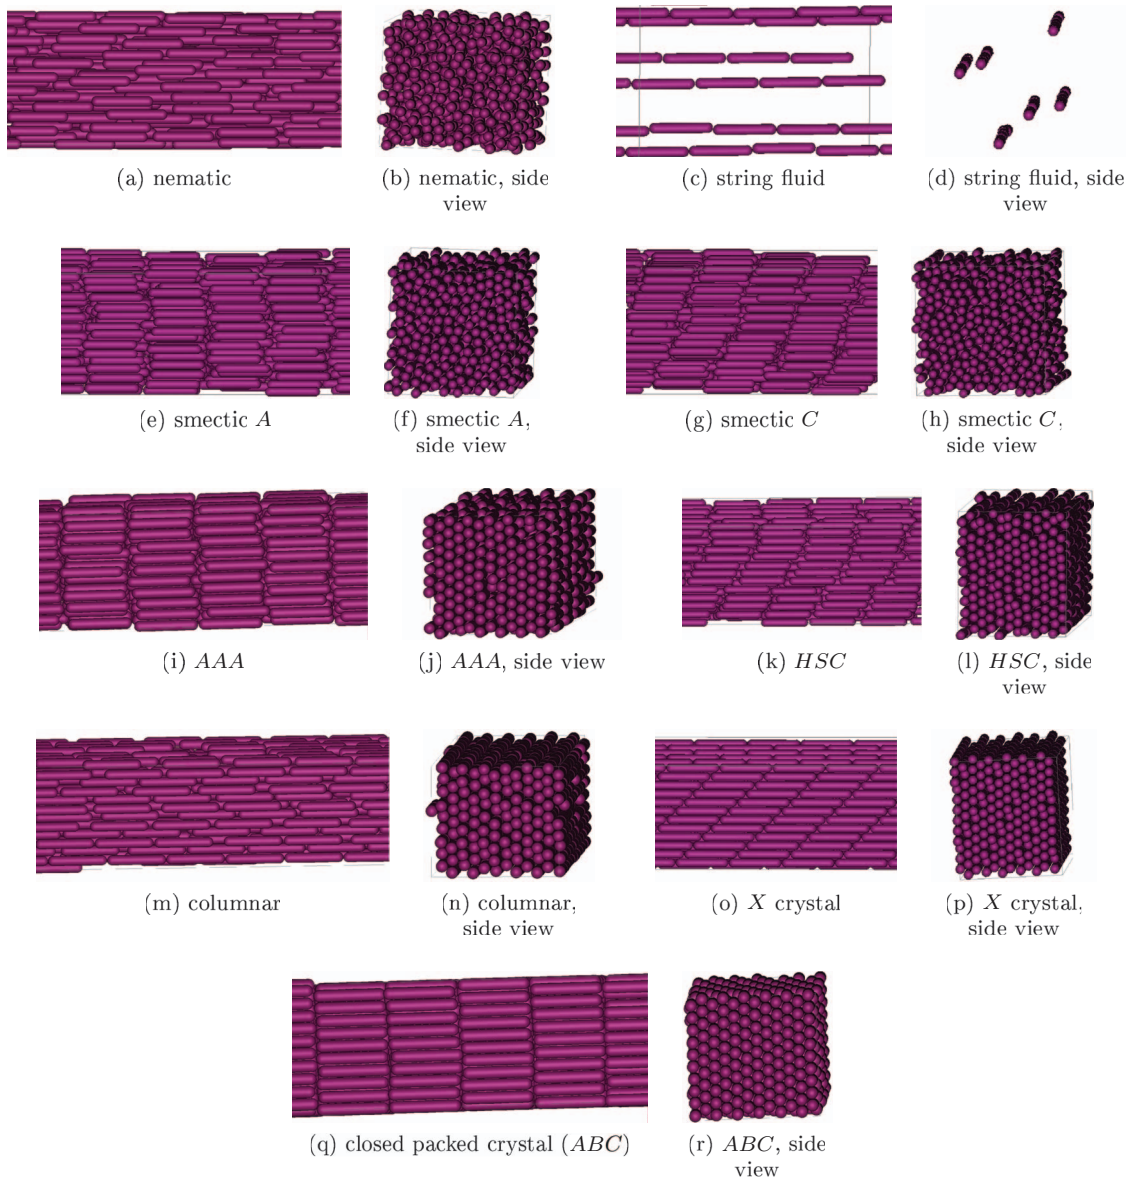 (a) nematic
(b) nematic, side
view
(c) string fluid
(d) string fluid, side
view
(e) smectic A
(f) smectic A,
side view
(g) smectic C
(h) smectic C,
side view
(i) AAA
(j) AAA, side view
(k) HSC
(l) HSC, side
view
(m) columnar
(n) columnar,
side view
(o) X crystal
(p) X crystal,
side view
(q) closed packed crystal (ABC)
(r) ABC, side
view